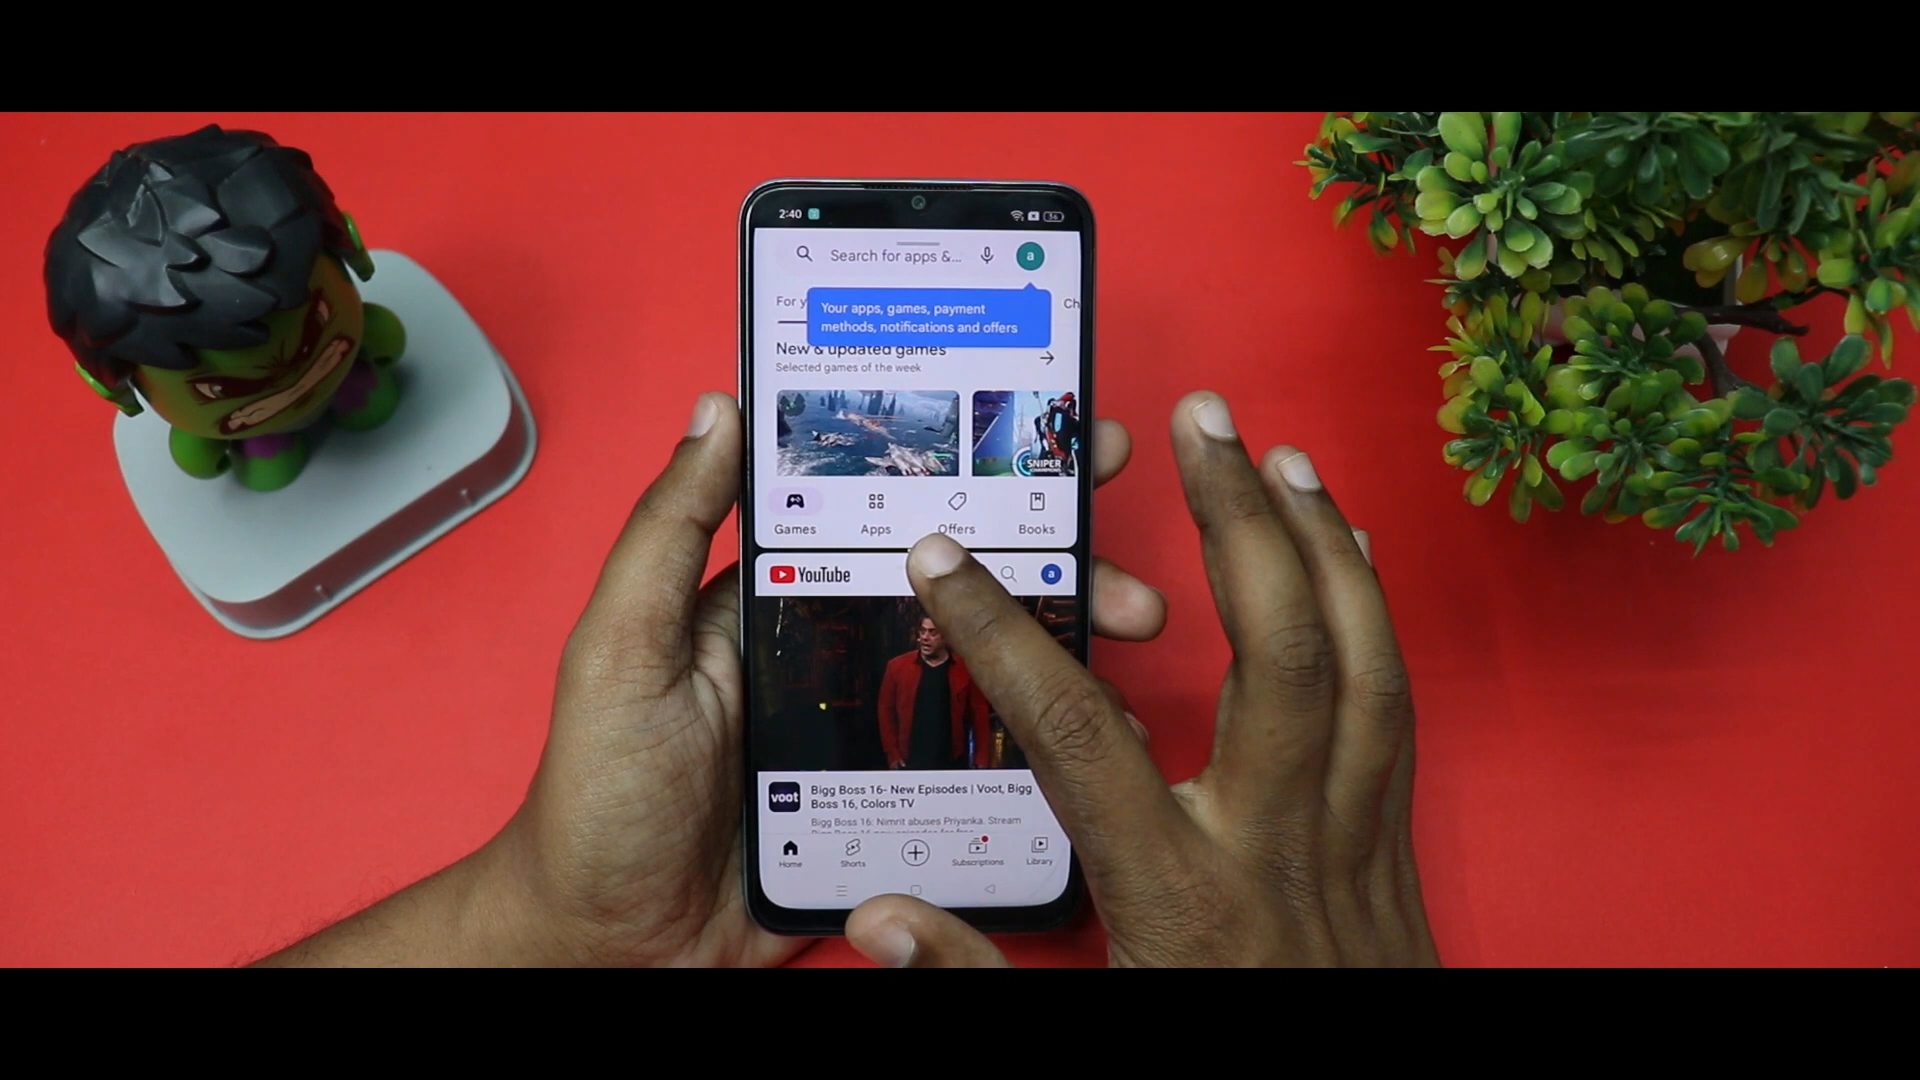 2:40
36
Search for apps &...
a
For y
Ch
Your apps, games, payment
methods, notifications and offers
New & updated games
Selected games of the week
SNIPER
Games
Apps
Offers
Books
YouTube
a
voot
Bigg Boss 16- New Episodes | Voot, Bigg
Boss 16, Colors TV
Bigg Boss 16: Nimrit abuses Priyanka. Stream
Home
Shorts
Subscriptions
Library